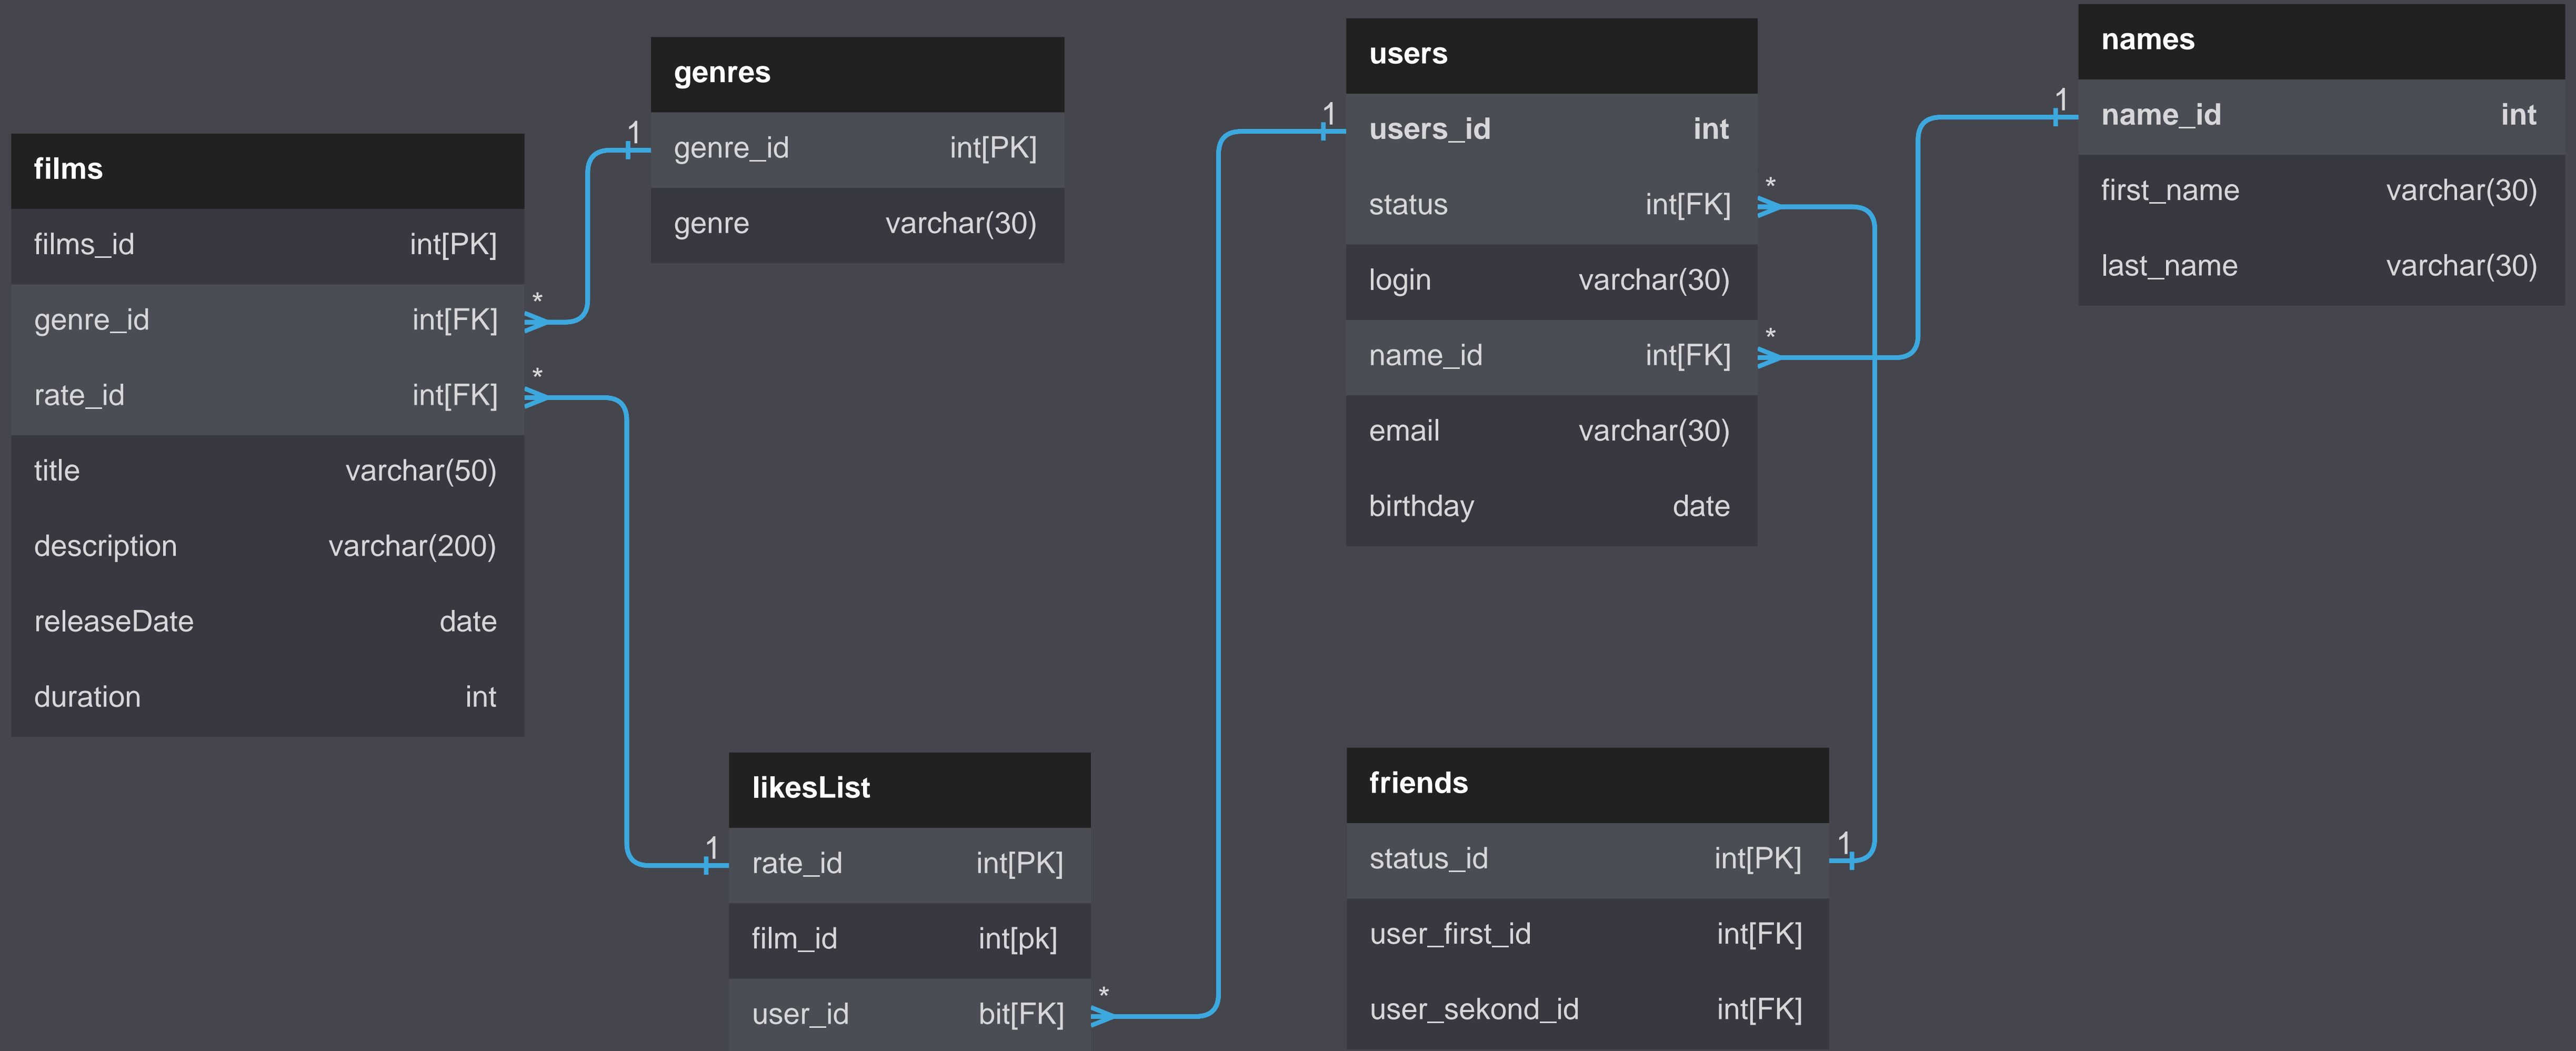 films
films_id int[PK]
genre_id int[FK]
rate_id int[FK]
title varchar(50)
description varchar(200)
releaseDate date
duration int
*
*
genres
genre_id int[PK]
genre varchar(30)
1
likesList
rate_id int[PK]
film_id int[pk]
user_id bit[FK]
1
*
users
users_id int
status int[FK]
login varchar(30)
name_id int[FK]
email varchar(30)
birthday date
1
*
*
friends
status_id int[PK]
user_first_id int[FK]
user_sekond_id int[FK]
1
names
name_id int
first_name varchar(30)
last_name varchar(30)
1